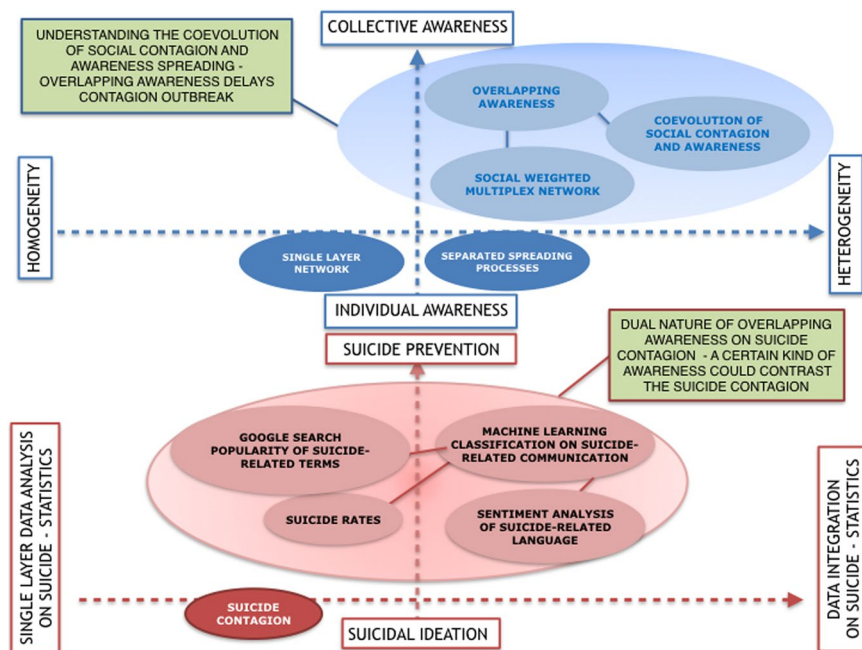 COLLECTIVE AWARENESS
UNDERSTANDING THE COEVOLUTION
OF SOCIAL CONTAGION AND
AWARENESS SPREADING -
OVERLAPPING AWARENESS DELAYS
CONTAGION OUTBREAK
OVERLAPPING
AWARENESS
COEVOLUTION OF
SOCIAL CONTAGION
AND AWARENESS
SOCIAL WEIGHTED
MULTIPLEX NETWORK
HOMOGENEITY
HETEROGENEITY
SINGLE LAYER
NETWORK
SEPARATED SPREADING
PROCESSES
INDIVIDUAL AWARENESS
SUICIDE PREVENTION
DUAL NATURE OF OVERLAPPING
AWARENESS ON SUICIDE
CONTAGION - A CERTAIN KIND OF
AWARENESS COULD CONTRAST
THE SUICIDE CONTAGION
GOOGLE SEARCH
POPULARITY OF SUICIDE-
RELATED TERMS
MACHINE LEARNING
CLASSIFICATION ON SUICIDE-
RELATED COMMUNICATION
SUICIDE RATES
SENTIMENT ANALYSIS
OF SUICIDE-RELATED
LANGUAGE
SINGLE LAYER DATA ANALYSIS
ON SUICIDE - STATISTICS
DATA INTEGRATION
ON SUICIDE - STATISTICS
SUICIDE
CONTAGION
SUICIDAL IDEATION